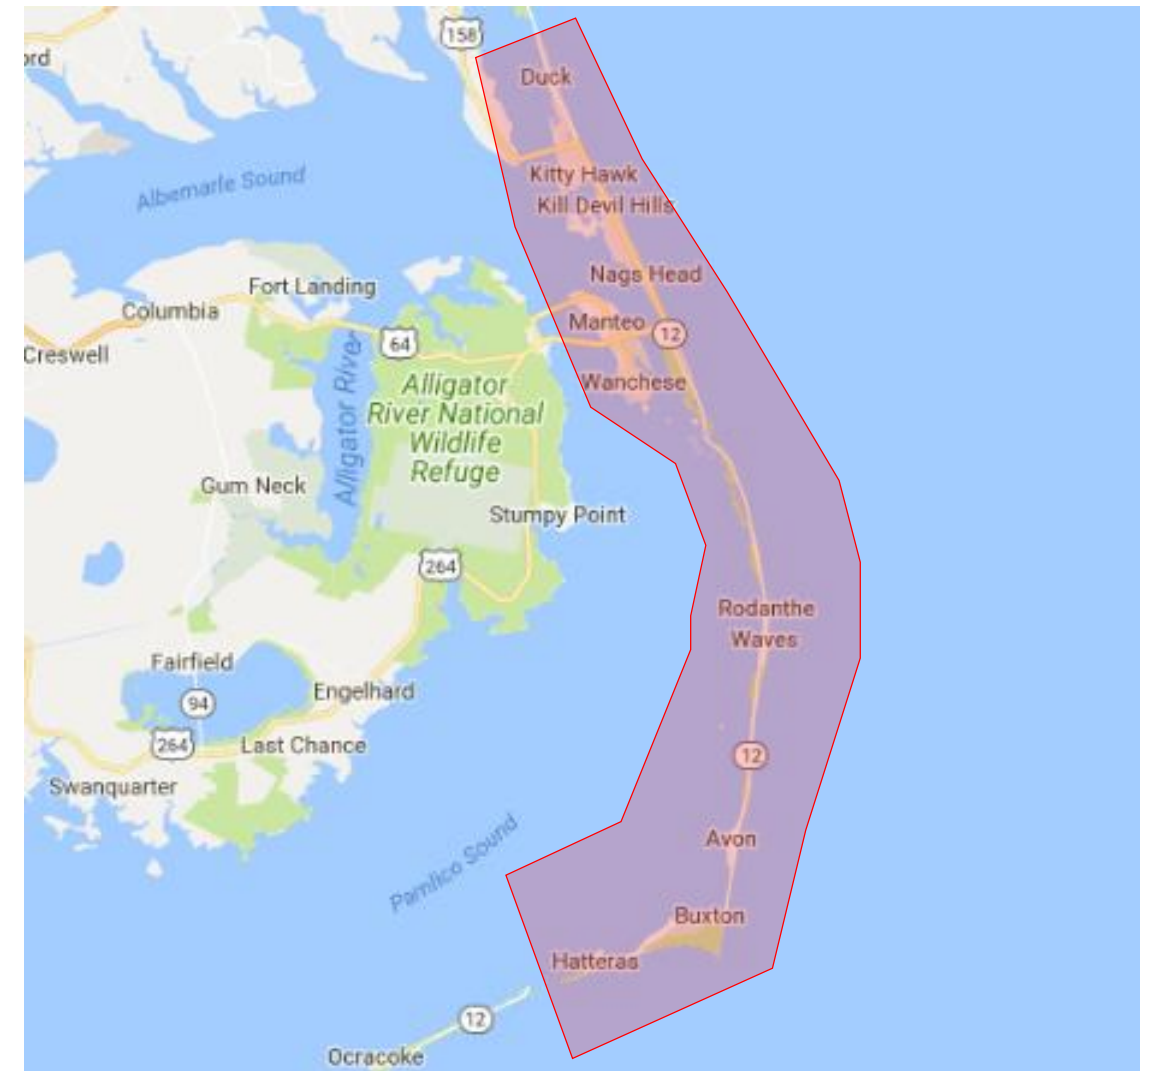 158
ord
Duck
Albemarle Sound
Kitty Hawk
Kill Devil Hills
Nags Head
Fort Landing
Columbia
Manteo
12
64
Creswell
Alligator River
Alligator
River National
Wildlife
Refuge
Wanchese
Gum Neck
Stumpy Point
264
Rodanthe
Waves
Fairfield
94
Engelhard
264
Last Chance
12
Swanquarter
Avon
Pamlico Sound
Buxton
Hatteras
12
Ocracoke